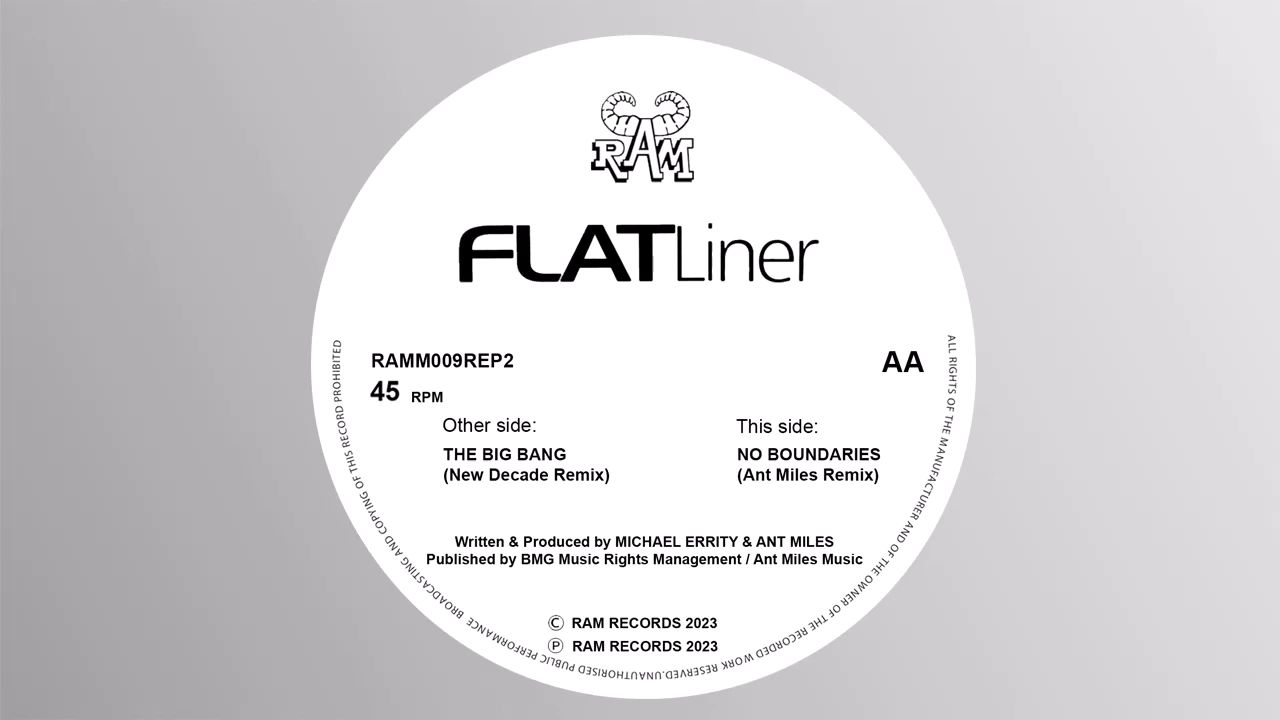 RAM
FLATLiner
RAMM009REP2
AA
45 RPM
Other side:
THE BIG BANG
(New Decade Remix)
This side:
NO BOUNDARIES
(Ant Miles Remix)
Written & Produced by MICHAEL ERRITY & ANT MILES
Published by BMG Music Rights Management / Ant Miles Music
Ⓒ RAM RECORDS 2023
Ⓟ RAM RECORDS 2023
ALL RIGHTS OF THE MANUFACTURER AND OF THE OWNER OF THE RECORDED WORK RESERVED.UNAUTHORISED PUBLIC PERFORMANCE BROADCASTING AND COPYING OF THIS RECORD PROHIBITED